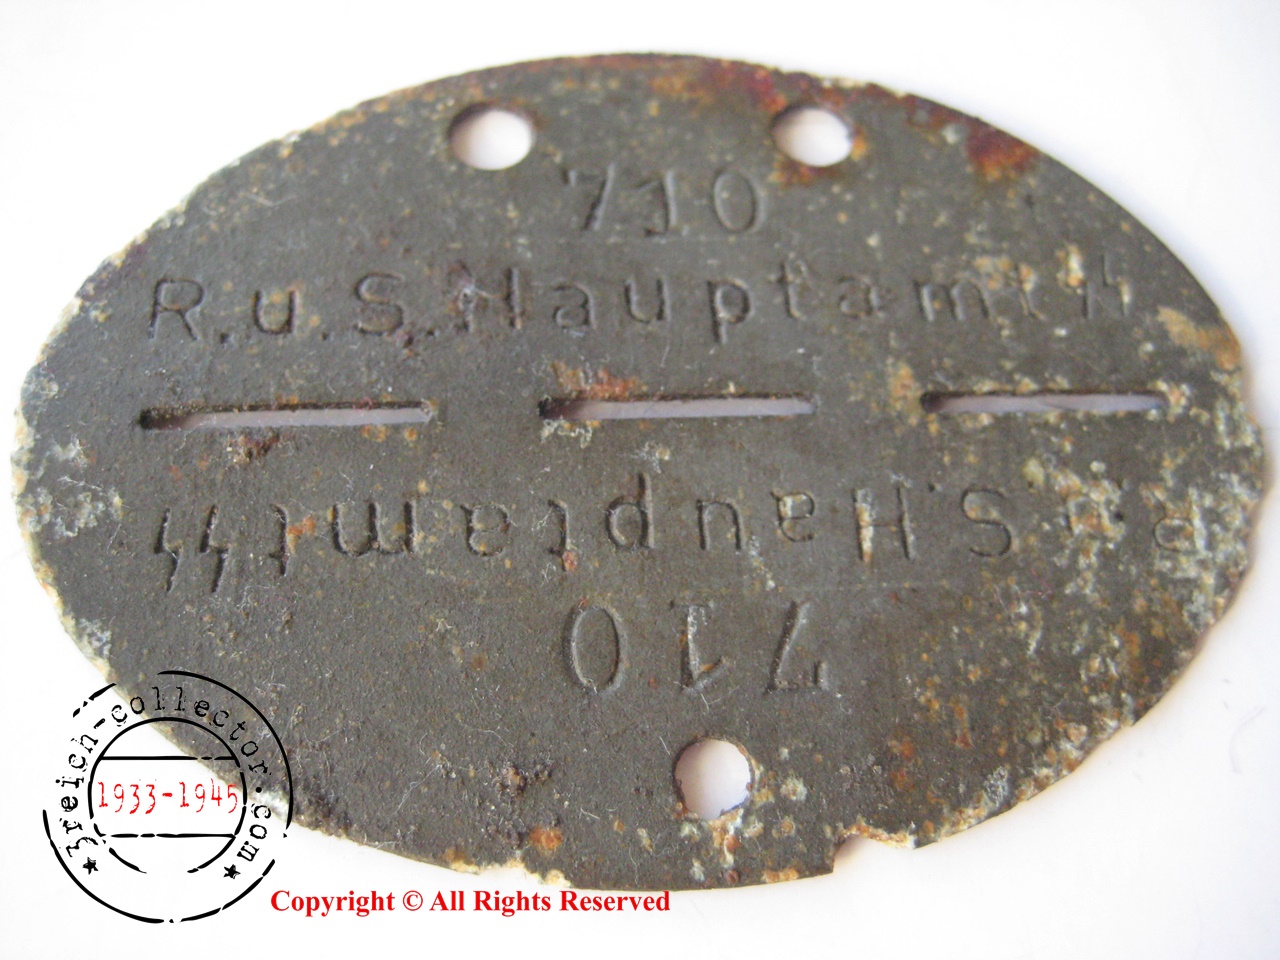 710
R.u.S.Hauptamt ᛋᛋ
R.u.S.Hauptamt ᛋᛋ
710
3reich-collector.com
1933-1945
Copyright © All Rights Reserved